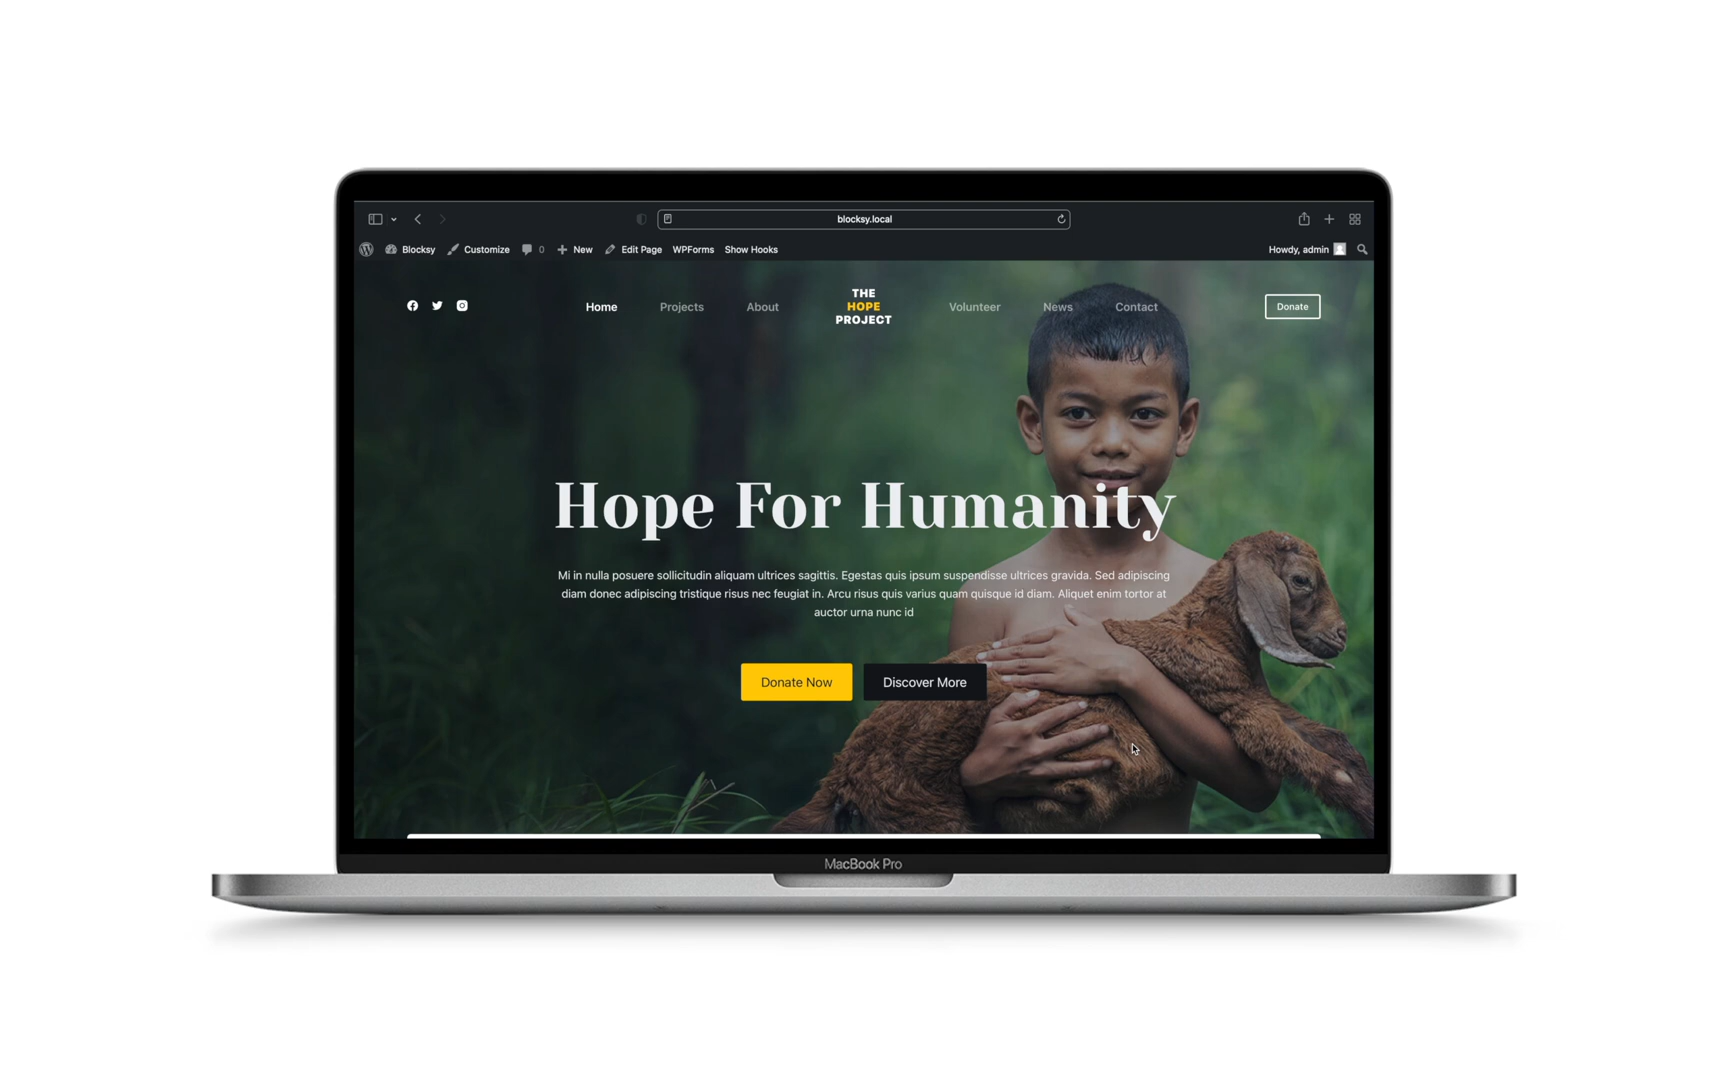 blocksy.local
Blocksy Customize 0 New Edit Page WPForms Show Hooks Howdy, admin
Home Projects About
THE
HOPE
PROJECT
Volunteer News Contact
Donate
Hope For Humanity
Mi in nulla posuere sollicitudin aliquam ultrices sagittis. Egestas quis ipsum suspendisse ultrices gravida. Sed adipiscing
diam donec adipiscing tristique risus nec feugiat in. Arcu risus quis varius quam quisque id diam. Aliquet enim tortor at
auctor urna nunc id
Donate Now Discover More
MacBook Pro